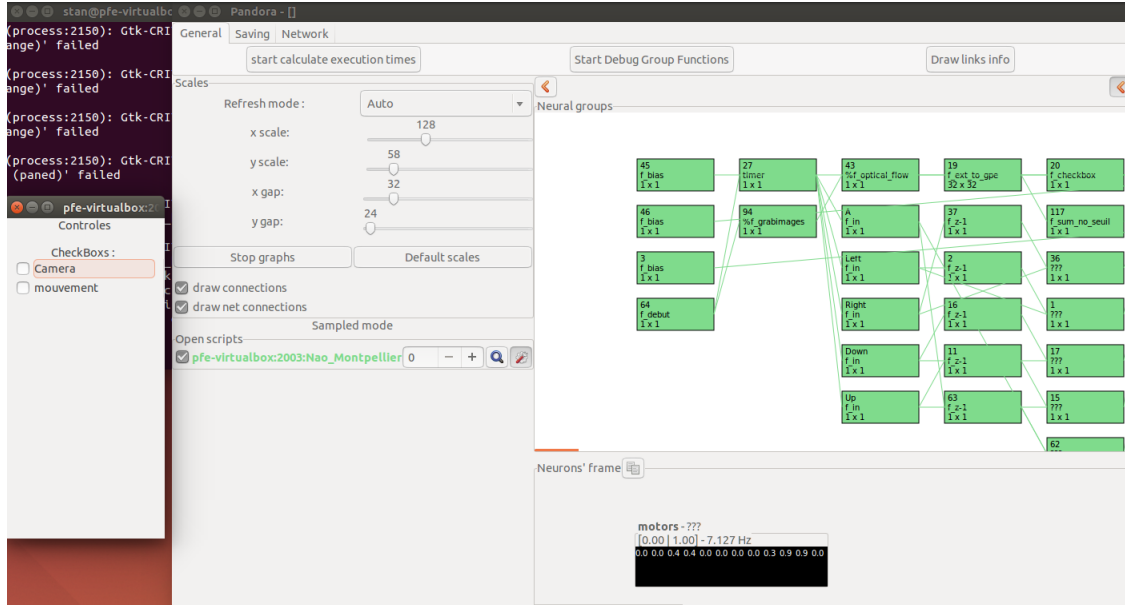 stan@pfe-virtualbc
Pandora - []
(process:2150): Gtk-CRI
ange)' failed
(process:2150): Gtk-CRI
ange)' failed
(process:2150): Gtk-CRI
ange)' failed
(process:2150): Gtk-CRI
(paned)' failed
pfe-virtualbox:2
Controles
CheckBoxs :
Camera
mouvement
General Saving Network
start calculate execution times
Start Debug Group Functions
Draw links info
Scales
Refresh mode :
Auto
x scale:
128
y scale:
58
x gap:
32
y gap:
24
Stop graphs
Default scales
draw connections
draw net connections
Sampled mode
Open scripts
pfe-virtualbox:2003:Nao_Montpellier
0 - +
Neural groups
45
f_bias
1 x 1
27
timer
1 x 1
43
%f_optical_flow
1 x 1
19
f_ext_to_gpe
32 x 32
20
f_checkbox
1 x 1
46
f_bias
1 x 1
94
%f_grabimages
1 x 1
A
f_in
1 x 1
37
f_z-1
1 x 1
117
f_sum_no_seuil
1 x 1
3
f_bias
1 x 1
Left
f_in
1 x 1
2
f_z-1
1 x 1
36
???
1 x 1
64
f_debut
1 x 1
Right
f_in
1 x 1
16
f_z-1
1 x 1
1
???
1 x 1
Down
f_in
1 x 1
11
f_z-1
1 x 1
17
???
1 x 1
Up
f_in
1 x 1
63
f_z-1
1 x 1
15
???
1 x 1
62
Neurons' frame
motors - ???
[0.00 | 1.00] - 7.127 Hz
0.0 0.0 0.4 0.4 0.0 0.0 0.0 0.0 0.3 0.9 0.9 0.0